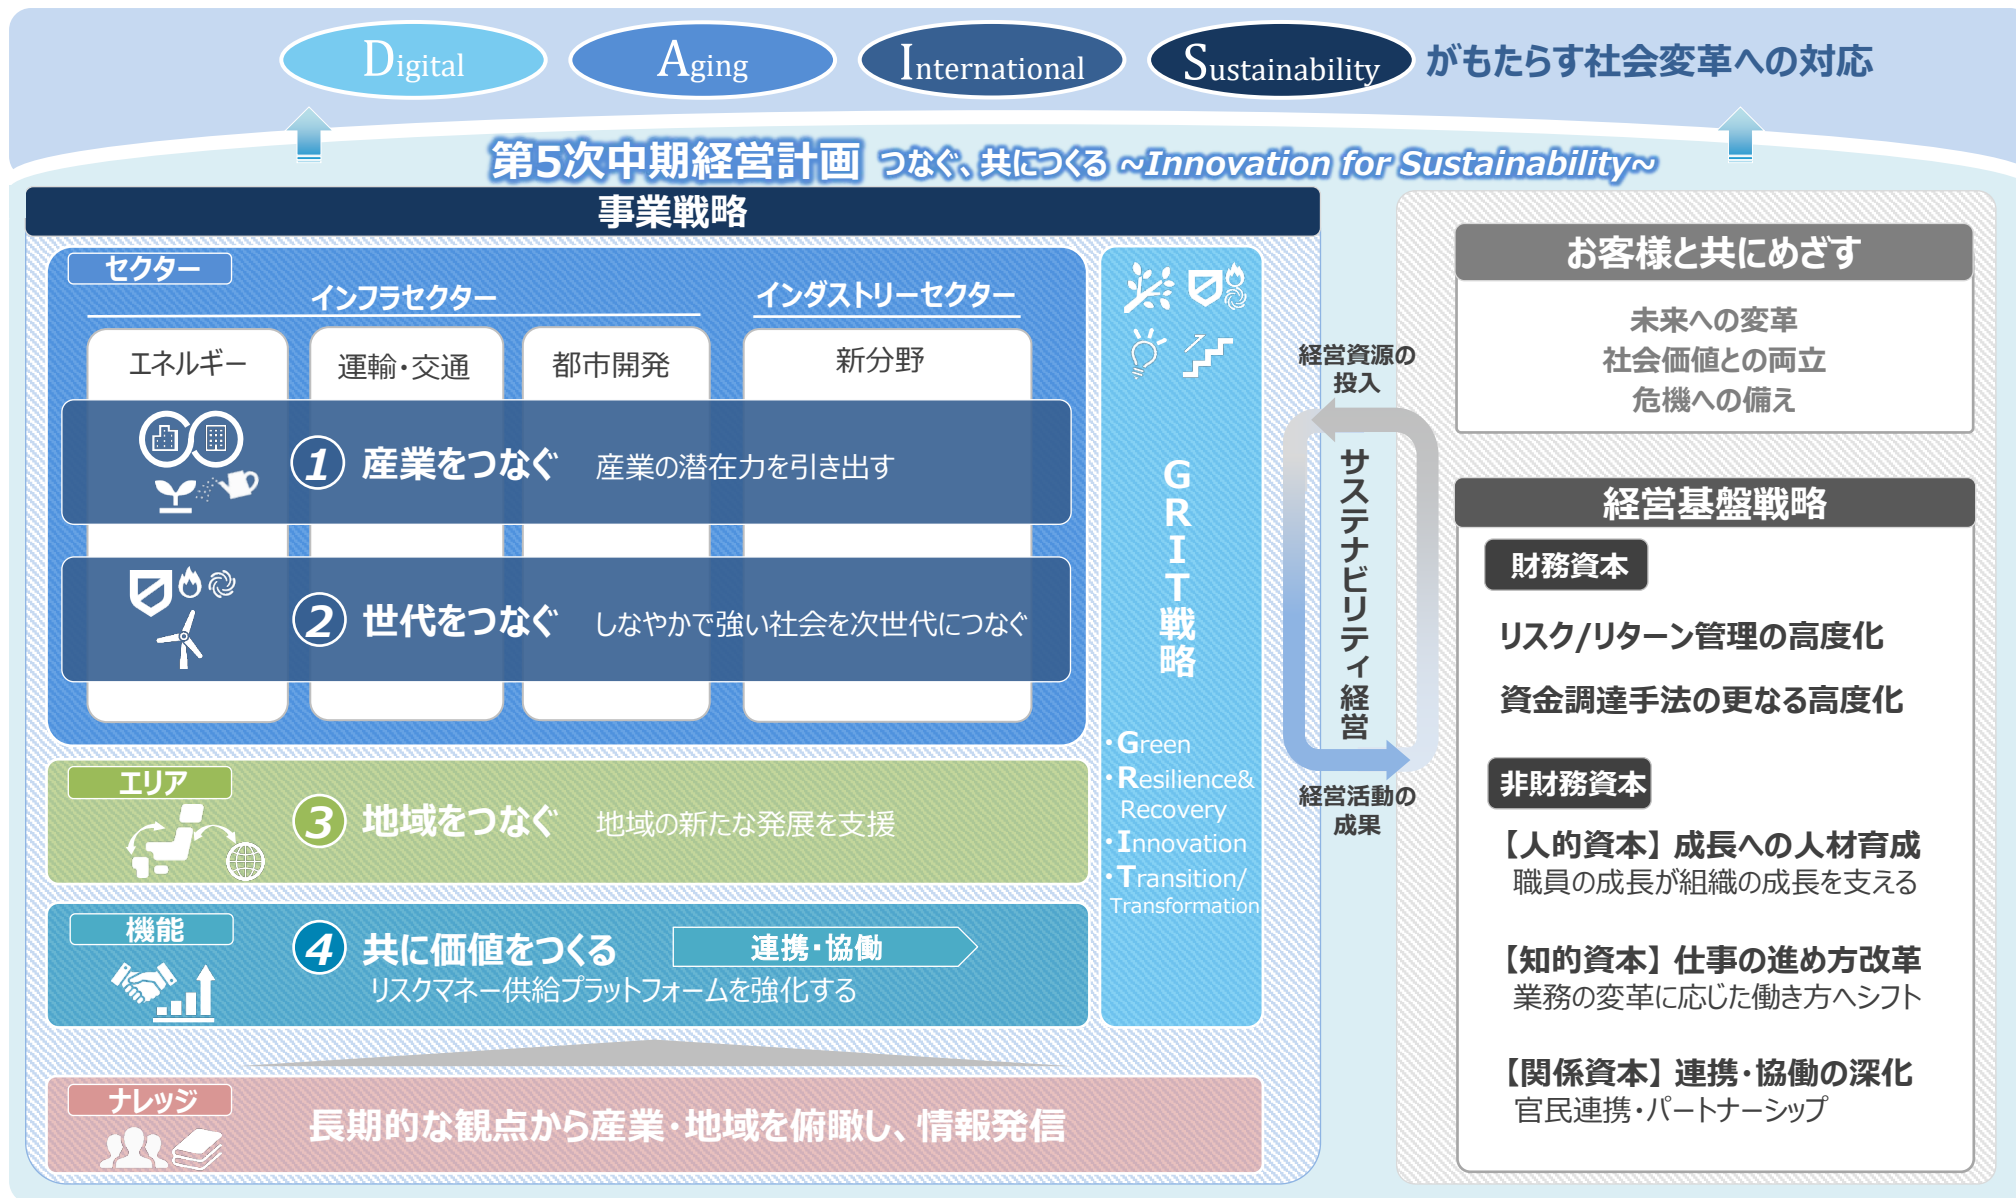 Digital Aging International Sustainability がもたらす社会変革への対応
第5次中期経営計画 つなぐ、共につくる ~Innovation for Sustainability~
事業戦略
セクター
インフラセクター
インダストリーセクター
エネルギー
運輸・交通
都市開発
新分野
① 産業をつなぐ 産業の潜在力を引き出す
② 世代をつなぐ しなやかで強い社会を次世代につなぐ
エリア
③ 地域をつなぐ 地域の新たな発展を支援
機能
④ 共に価値をつくる 連携・協働
リスクマネー供給プラットフォームを強化する
ナレッジ
長期的な観点から産業・地域を俯瞰し、情報発信
GRIT戦略
・Green
・Resilience&
Recovery
・Innovation
・Transition/
Transformation
経営資源の
投入
サステナビリティ経営
経営活動の
成果
お客様と共にめざす
未来への変革
社会価値との両立
危機への備え
経営基盤戦略
財務資本
リスク/リターン管理の高度化
資金調達手法の更なる高度化
非財務資本
【人的資本】成長への人材育成
職員の成長が組織の成長を支える
【知的資本】仕事の進め方改革
業務の変革に応じた働き方へシフト
【関係資本】連携・協働の深化
官民連携・パートナーシップ